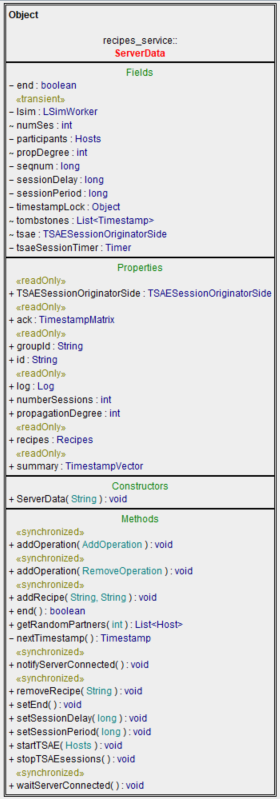 Object
recipes_service::
ServerData
Fields
− end : boolean
«transient»
− lsim : LSimWorker
~ numSes : int
− participants : Hosts
~ propDegree : int
− seqnum : long
~ sessionDelay : long
~ sessionPeriod : long
− timestampLock : Object
− tombstones : List<Timestamp>
− tsae : TSAESessionOriginatorSide
~ tsaeSessionTimer : Timer
Properties
«readOnly»
+ TSAESessionOriginatorSide : TSAESessionOriginatorSide
«readOnly»
+ ack : TimestampMatrix
«readOnly»
+ groupId : String
+ id : String
«readOnly»
+ log : Log
+ numberSessions : int
+ propagationDegree : int
«readOnly»
+ recipes : Recipes
«readOnly»
+ summary : TimestampVector
Constructors
+ ServerData( String ) : void
Methods
«synchronized»
+ addOperation( AddOperation ) : void
«synchronized»
+ addOperation( RemoveOperation ) : void
«synchronized»
+ addRecipe( String, String ) : void
+ end( ) : boolean
+ getRandomPartners( int ) : List<Host>
− nextTimestamp( ) : Timestamp
«synchronized»
+ notifyServerConnected( ) : void
«synchronized»
+ removeRecipe( String ) : void
+ setEnd( ) : void
+ setSessionDelay( long ) : void
+ setSessionPeriod( long ) : void
+ startTSAE( Hosts ) : void
+ stopTSAEsessions( ) : void
«synchronized»
+ waitServerConnected( ) : void